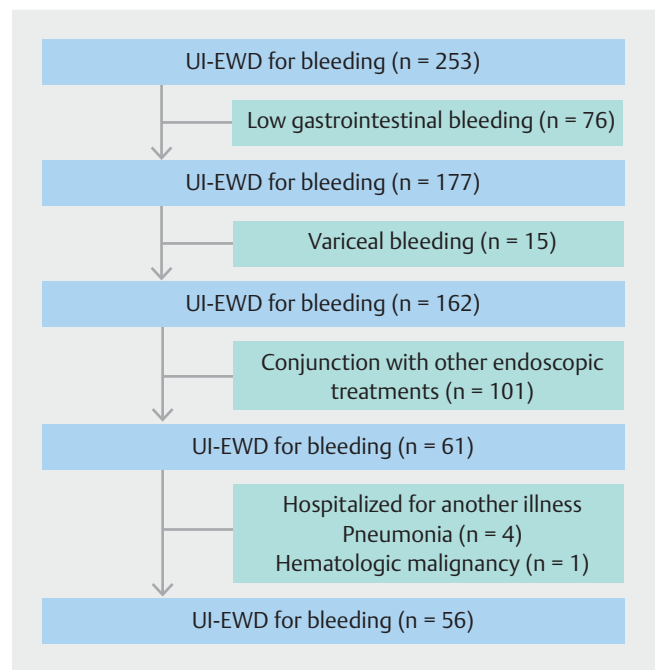 UI-EWD for bleeding (n = 253)
Low gastrointestinal bleeding (n = 76)
UI-EWD for bleeding (n = 177)
Variceal bleeding (n = 15)
UI-EWD for bleeding (n = 162)
Conjunction with other endoscopic
treatments (n = 101)
UI-EWD for bleeding (n = 61)
Hospitalized for another illness
Pneumonia (n = 4)
Hematologic malignancy (n = 1)
UI-EWD for bleeding (n = 56)